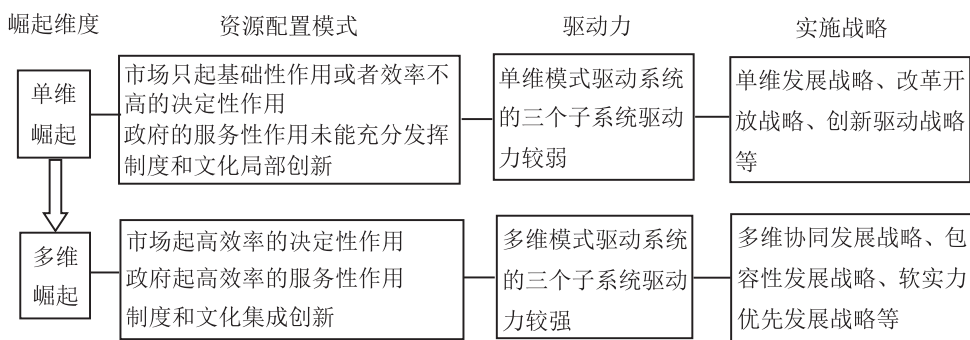 崛起维度 资源配置模式 驱动力 实施战略
单维
崛起
市场只起基础性作用或者效率不
高的决定性作用
政府的服务性作用未能充分发挥
制度和文化局部创新
单维模式驱动系统
的三个子系统驱动
力较弱
单维发展战略、改革开
放战略、创新驱动战略
等
多维
崛起
市场起高效率的决定性作用
政府起高效率的服务性作用
制度和文化集成创新
多维模式驱动系统
的三个子系统驱动
力较强
多维协同发展战略、包
容性发展战略、软实力
优先发展战略等